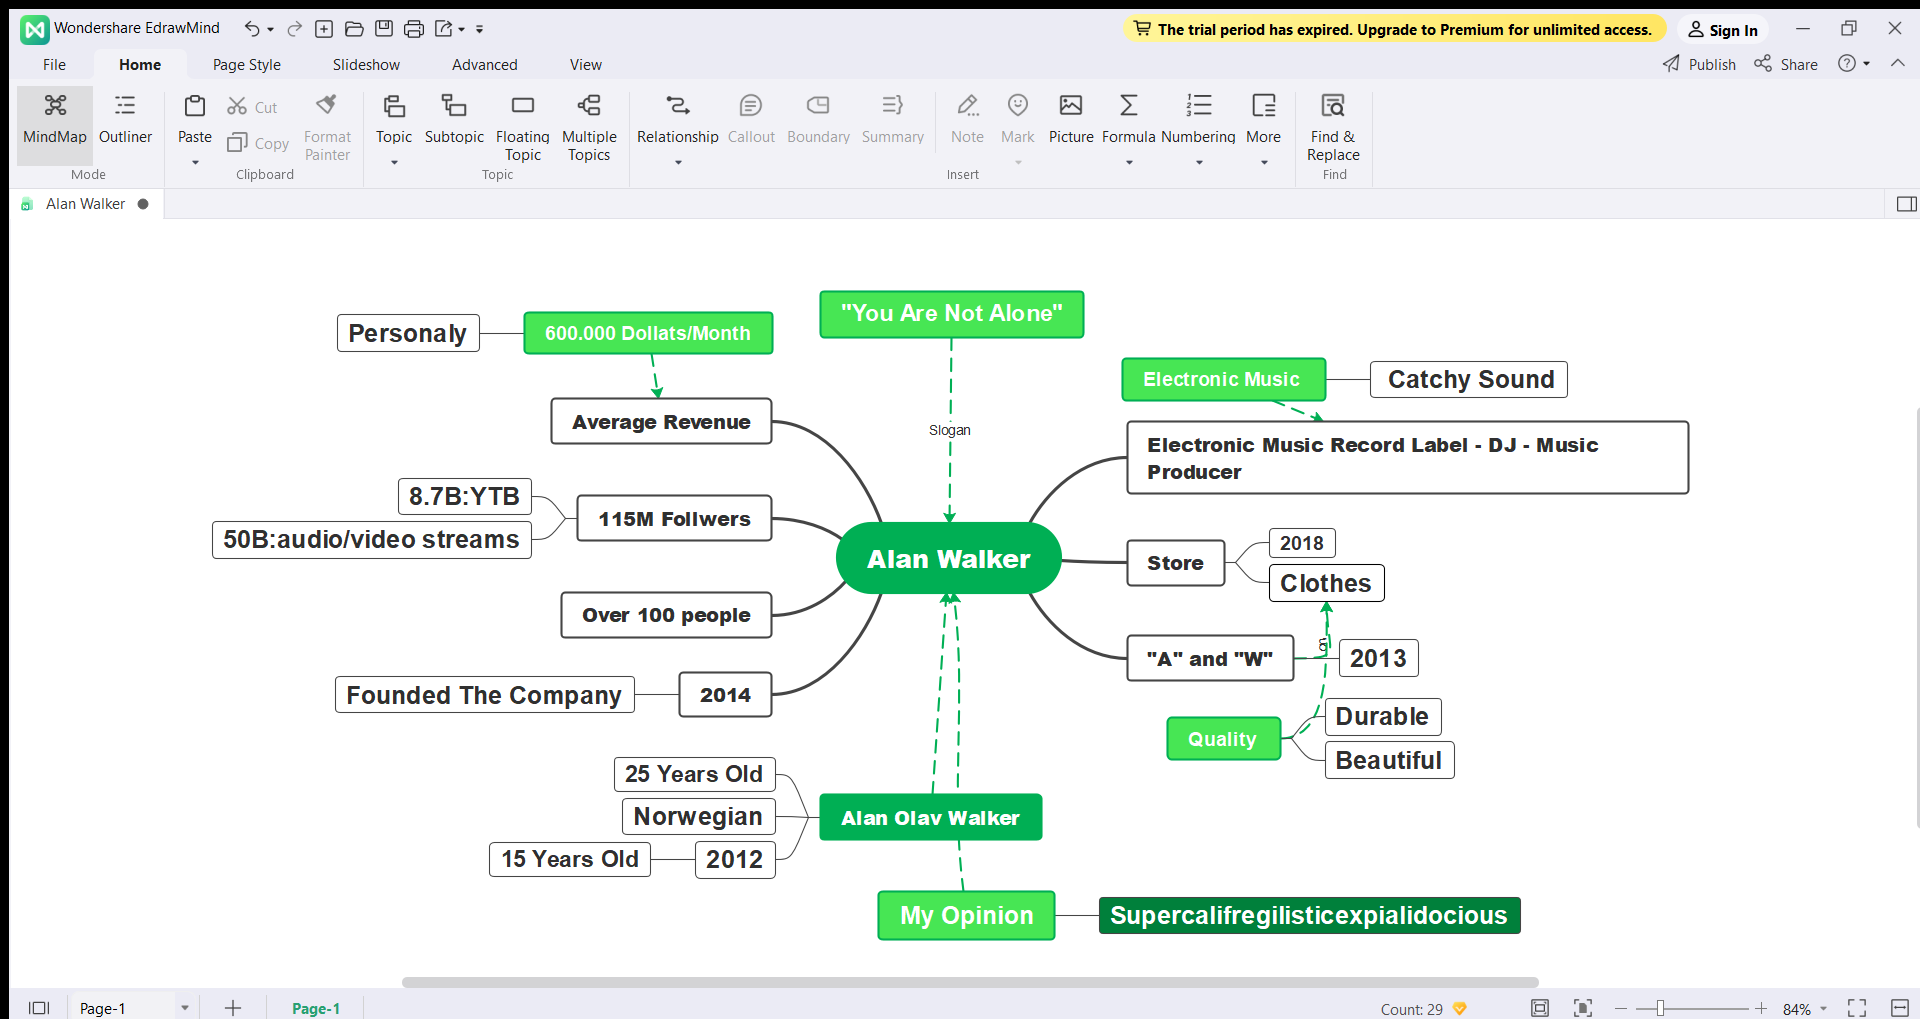 Wondershare EdrawMind
The trial period has expired. Upgrade to Premium for unlimited access.
Sign In
File
Home
Page Style
Slideshow
Advanced
View
Publish
Share
MindMap
Outliner
Mode
Paste
Cut
Copy
Format
Painter
Clipboard
Topic
Subtopic
Floating
Topic
Multiple
Topics
Topic
Relationship
Callout
Boundary
Summary
Note
Mark
Picture
Formula
Numbering
More
Insert
Find &
Replace
Find
Alan Walker
"You Are Not Alone"
Personaly
600.000 Dollats/Month
Electronic Music
Catchy Sound
Average Revenue
Slogan
Electronic Music Record Label - DJ - Music
Producer
8.7B:YTB
115M Follwers
50B:audio/video streams
Alan Walker
2018
Store
Clothes
Over 100 people
"A" and "W"
2013
Founded The Company
2014
Durable
Quality
Beautiful
25 Years Old
Norwegian
Alan Olav Walker
15 Years Old
2012
My Opinion
Supercalifregilisticexpialidocious
Page-1
Page-1
Count: 29
84%